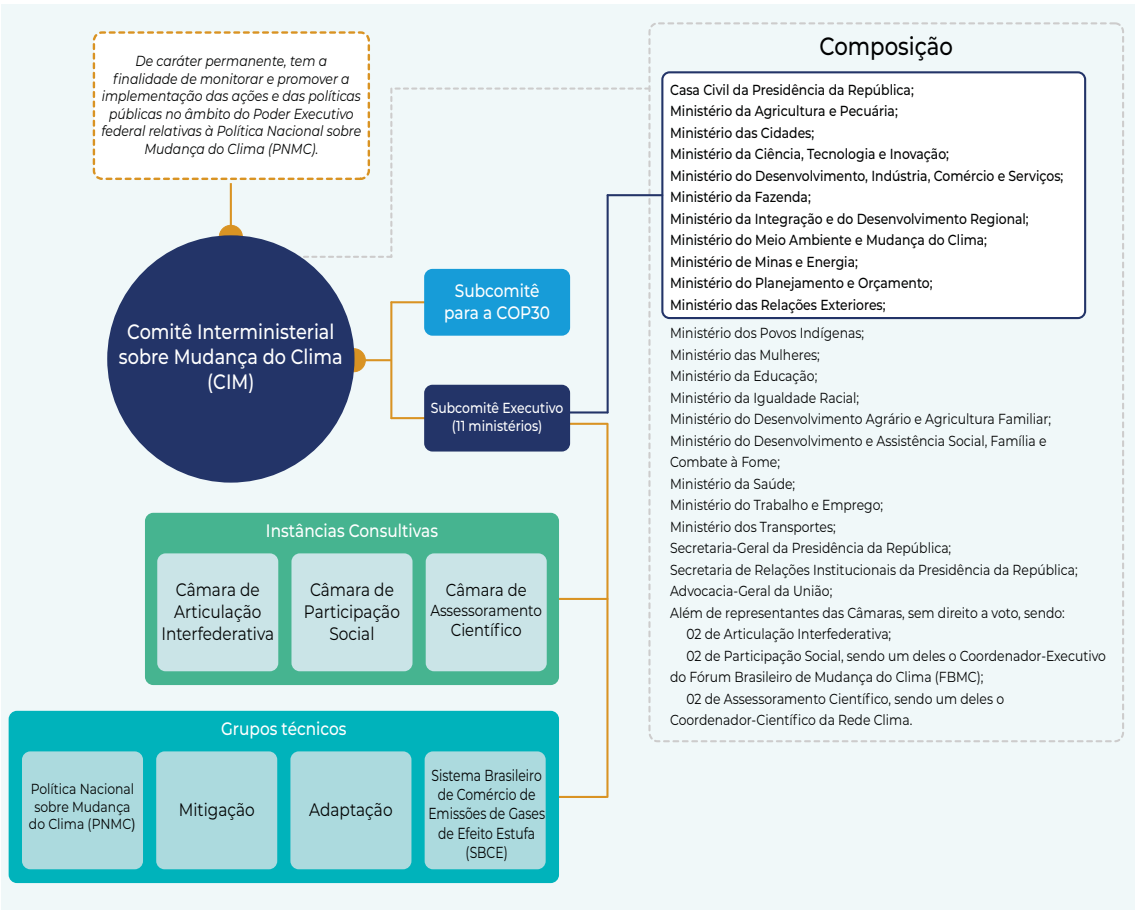 De caráter permanente, tem a
finalidade de monitorar e promover a
implementação das ações e das políticas
públicas no âmbito do Poder Executivo
federal relativas à Política Nacional sobre
Mudança do Clima (PNMC).
Comitê Interministerial
sobre Mudança do Clima
(CIM)
Subcomitê
para a COP30
Subcomitê Executivo
(11 ministérios)
Instâncias Consultivas
Câmara de
Articulação
Interfederativa
Câmara de
Participação
Social
Câmara de
Assessoramento
Científico
Grupos técnicos
Política Nacional
sobre Mudança
do Clima (PNMC)
Mitigação
Adaptação
Sistema Brasileiro
de Comércio de
Emissões de Gases
de Efeito Estufa
(SBCE)
Composição
Casa Civil da Presidência da República;
Ministério da Agricultura e Pecuária;
Ministério das Cidades;
Ministério da Ciência, Tecnologia e Inovação;
Ministério do Desenvolvimento, Indústria, Comércio e Serviços;
Ministério da Fazenda;
Ministério da Integração e do Desenvolvimento Regional;
Ministério do Meio Ambiente e Mudança do Clima;
Ministério de Minas e Energia;
Ministério do Planejamento e Orçamento;
Ministério das Relações Exteriores;
Ministério dos Povos Indígenas;
Ministério das Mulheres;
Ministério da Educação;
Ministério da Igualdade Racial;
Ministério do Desenvolvimento Agrário e Agricultura Familiar;
Ministério do Desenvolvimento e Assistência Social, Família e
Combate à Fome;
Ministério da Saúde;
Ministério do Trabalho e Emprego;
Ministério dos Transportes;
Secretaria-Geral da Presidência da República;
Secretaria de Relações Institucionais da Presidência da República;
Advocacia-Geral da União;
Além de representantes das Câmaras, sem direito a voto, sendo:
02 de Articulação Interfederativa;
02 de Participação Social, sendo um deles o Coordenador-Executivo
do Fórum Brasileiro de Mudança do Clima (FBMC);
02 de Assessoramento Científico, sendo um deles o
Coordenador-Científico da Rede Clima.